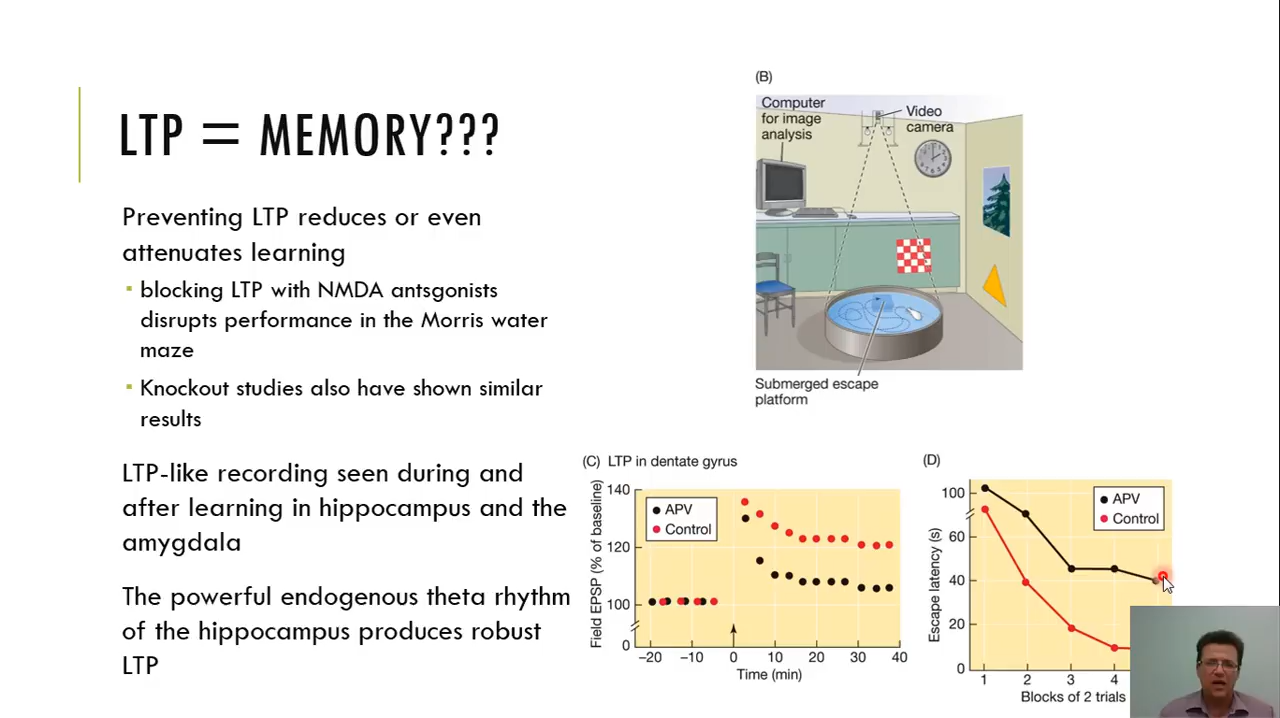 LTP = MEMORY???
Preventing LTP reduces or even
attenuates learning
blocking LTP with NMDA antsgonists
disrupts performance in the Morris water
maze
Knockout studies also have shown similar
results
LTP-like recording seen during and
after learning in hippocampus and the
amygdala
The powerful endogenous theta rhythm
of the hippocampus produces robust
LTP
(B)
Computer
for image
analysis
Video
camera
Submerged escape
platform
(C) LTP in dentate gyrus
Field EPSP (% of baseline)
140
120
100
0
APV
Control
−20 −10 0 10 20 30 40
Time (min)
(D)
Escape latency (s)
100
60
40
20
0
APV
Control
1 2 3 4
Blocks of 2 trials